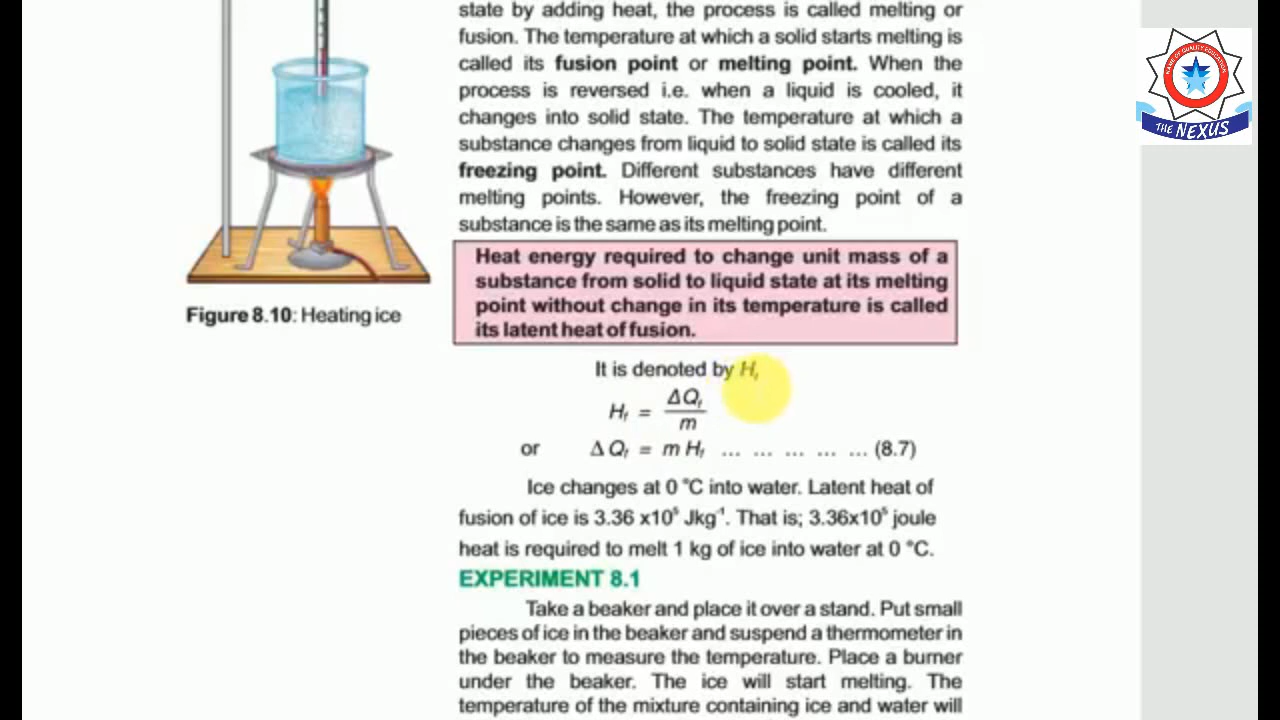 state by adding heat, the process is called melting or
fusion. The temperature at which a solid starts melting is
called its fusion point or melting point. When the
process is reversed i.e. when a liquid is cooled, it
changes into solid state. The temperature at which a
substance changes from liquid to solid state is called its
freezing point. Different substances have different
melting points. However, the freezing point of a
substance is the same as its melting point.
Heat energy required to change unit mass of a
substance from solid to liquid state at its melting
point without change in its temperature is called
its latent heat of fusion.
Figure 8.10: Heating ice
It is denoted by Hf
Hf = ΔQf / m
or ΔQf = m Hf ... ... ... ... ... (8.7)
Ice changes at 0 °C into water. Latent heat of
fusion of ice is 3.36 x10⁵ Jkg⁻¹. That is; 3.36x10⁵ joule
heat is required to melt 1 kg of ice into water at 0 °C.
EXPERIMENT 8.1
Take a beaker and place it over a stand. Put small
pieces of ice in the beaker and suspend a thermometer in
the beaker to measure the temperature. Place a burner
under the beaker. The ice will start melting. The
temperature of the mixture containing ice and water will
NAME OF QUALITY EDUCATION
THE NEXUS